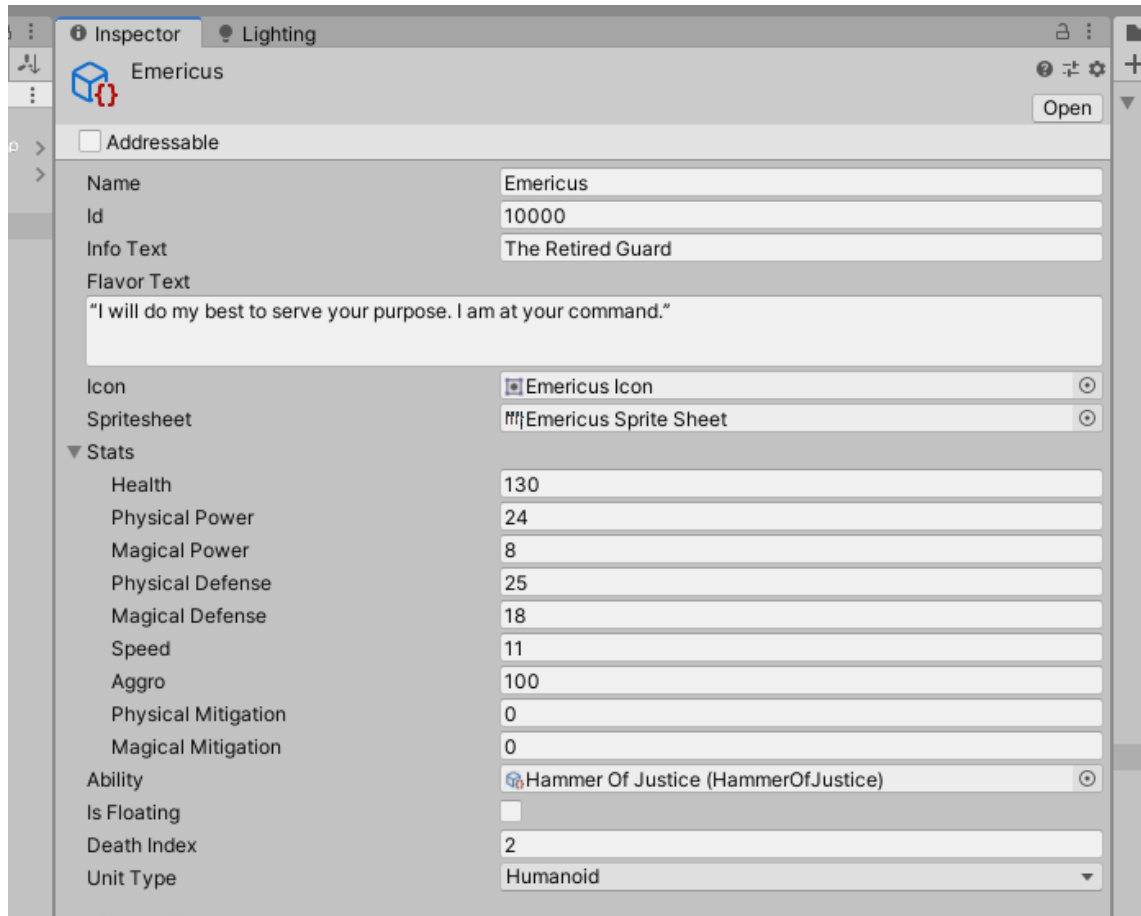 Inspector Lighting
Emericus
Open
Addressable
Name Emericus
Id 10000
Info Text The Retired Guard
Flavor Text
“I will do my best to serve your purpose. I am at your command.”
Icon Emericus Icon
Spritesheet Emericus Sprite Sheet
Stats
Health 130
Physical Power 24
Magical Power 8
Physical Defense 25
Magical Defense 18
Speed 11
Aggro 100
Physical Mitigation 0
Magical Mitigation 0
Ability Hammer Of Justice (HammerOfJustice)
Is Floating
Death Index 2
Unit Type Humanoid